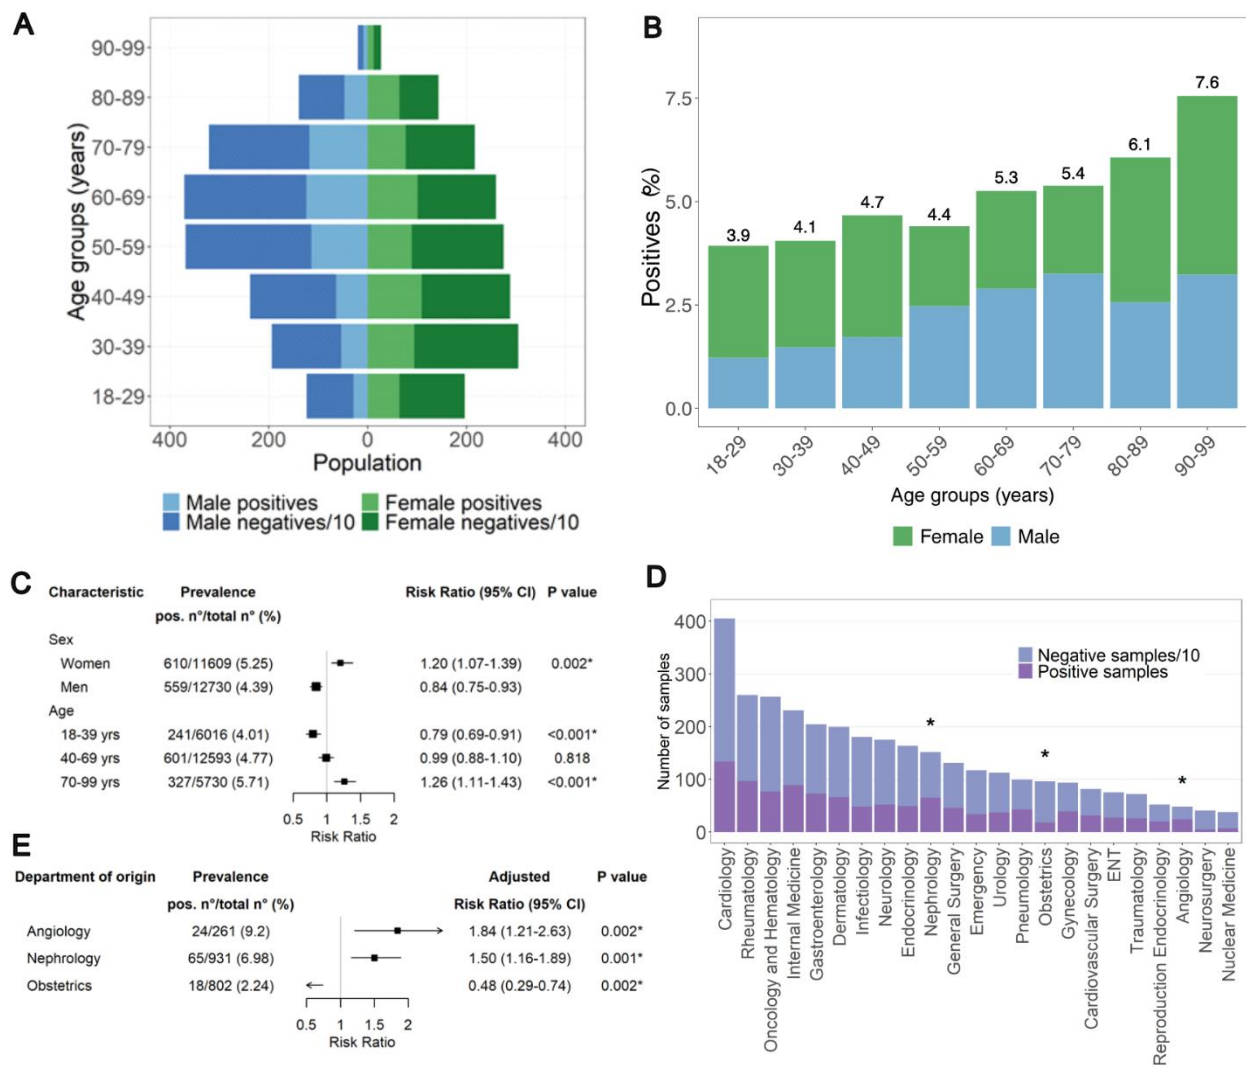 A
Age groups (years)
90-99
80-89
70-79
60-69
50-59
40-49
30-39
18-29
400 200 0 200 400
Population
Male positives Female positives
Male negatives/10 Female negatives/10
B
Positives (%)
7.5
5.0
2.5
0.0
3.9 4.1 4.7 4.4 5.3 5.4 6.1 7.6
18-29 30-39 40-49 50-59 60-69 70-79 80-89 90-99
Age groups (years)
Female Male
C
Characteristic Prevalence Risk Ratio (95% CI) P value
pos. n°/total n° (%)
Sex
Women 610/11609 (5.25) 1.20 (1.07-1.39) 0.002*
Men 559/12730 (4.39) 0.84 (0.75-0.93)
Age
18-39 yrs 241/6016 (4.01) 0.79 (0.69-0.91) <0.001*
40-69 yrs 601/12593 (4.77) 0.99 (0.88-1.10) 0.818
70-99 yrs 327/5730 (5.71) 1.26 (1.11-1.43) <0.001*
0.5 1 1.5 2
Risk Ratio
D
Number of samples
400
300
200
100
0
Negative samples/10
Positive samples
* * *
Cardiology
Rheumatology
Oncology and Hematology
Internal Medicine
Gastroenterology
Dermatology
Infectiology
Neurology
Endocrinology
Nephrology
General Surgery
Emergency
Urology
Pneumology
Obstetrics
Gynecology
Cardiovascular Surgery
ENT
Traumatology
Reproduction Endocrinology
Angiology
Neurosurgery
Nuclear Medicine
E
Department of origin Prevalence Adjusted P value
pos. n°/total n° (%) Risk Ratio (95% CI)
Angiology 24/261 (9.2) 1.84 (1.21-2.63) 0.002*
Nephrology 65/931 (6.98) 1.50 (1.16-1.89) 0.001*
Obstetrics 18/802 (2.24) 0.48 (0.29-0.74) 0.002*
0.5 1 1.5 2
Risk Ratio